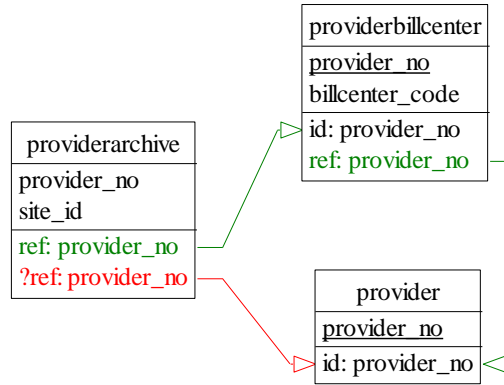 providerbillcenter
provider_no
billcenter_code
id: provider_no
ref: provider_no
providerarchive
provider_no
site_id
ref: provider_no
?ref: provider_no
provider
provider_no
id: provider_no